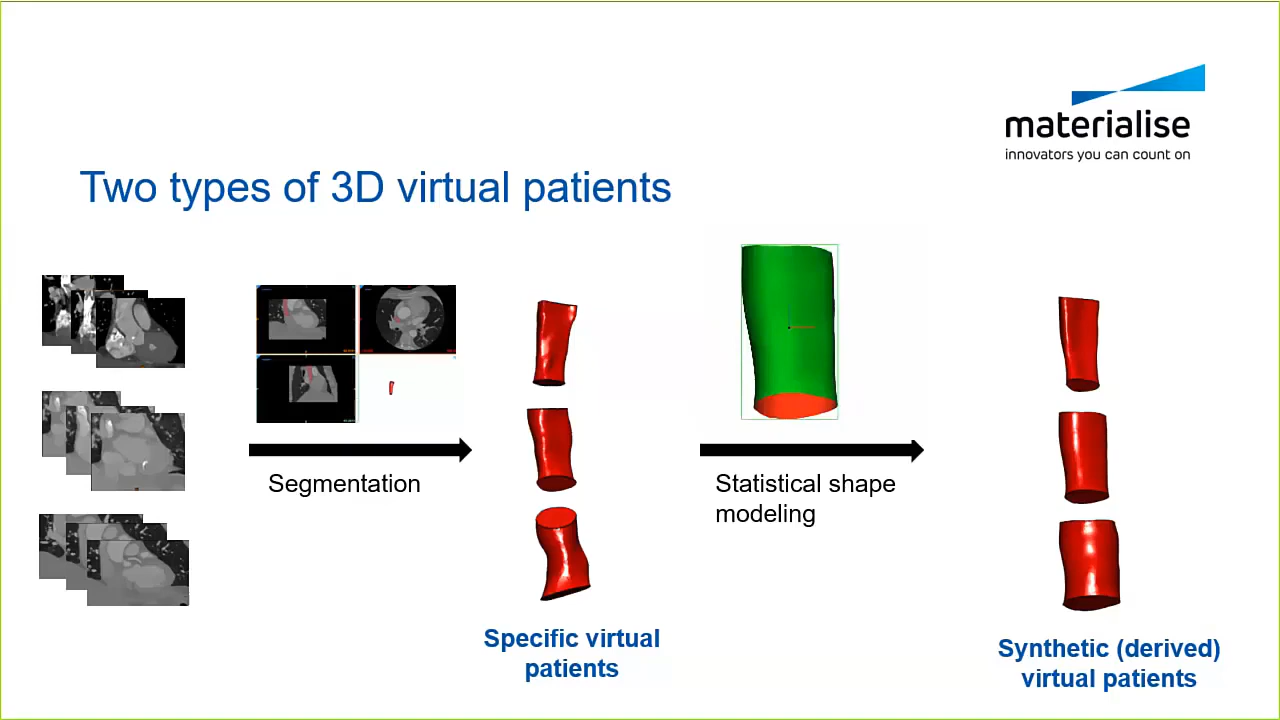 materialise
innovators you can count on
Two types of 3D virtual patients
Segmentation
Statistical shape
modeling
Specific virtual
patients
Synthetic (derived)
virtual patients